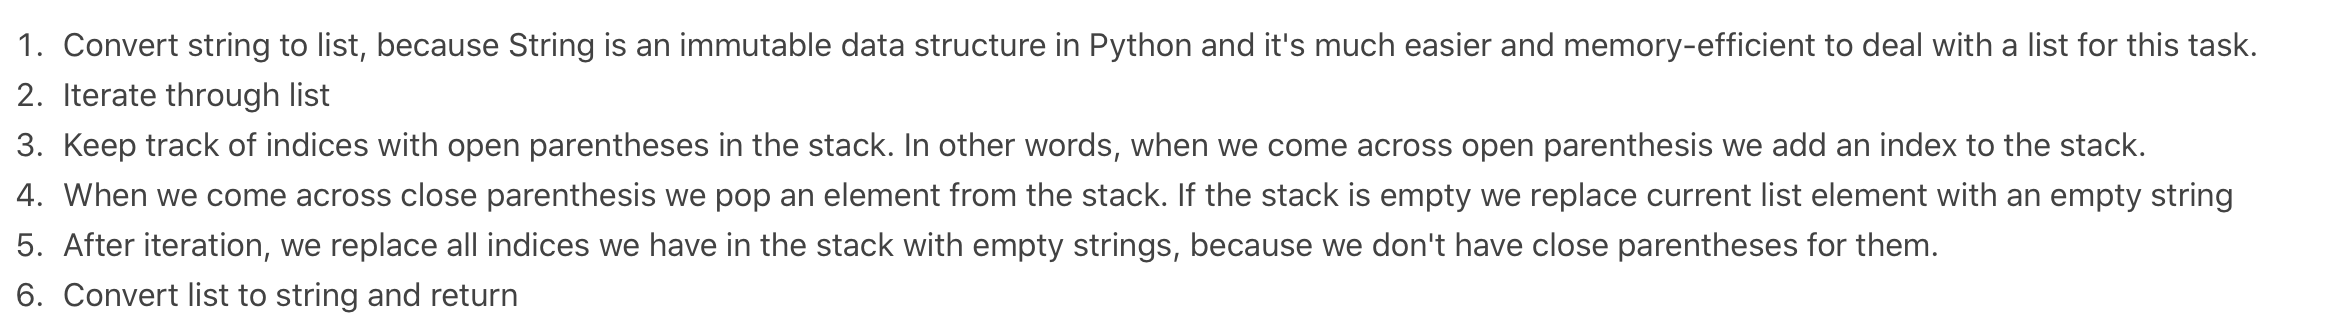 1. Convert string to list, because String is an immutable data structure in Python and it's much easier and memory-efficient to deal with a list for this task.
2. Iterate through list
3. Keep track of indices with open parentheses in the stack. In other words, when we come across open parenthesis we add an index to the stack.
4. When we come across close parenthesis we pop an element from the stack. If the stack is empty we replace current list element with an empty string
5. After iteration, we replace all indices we have in the stack with empty strings, because we don't have close parentheses for them.
6. Convert list to string and return